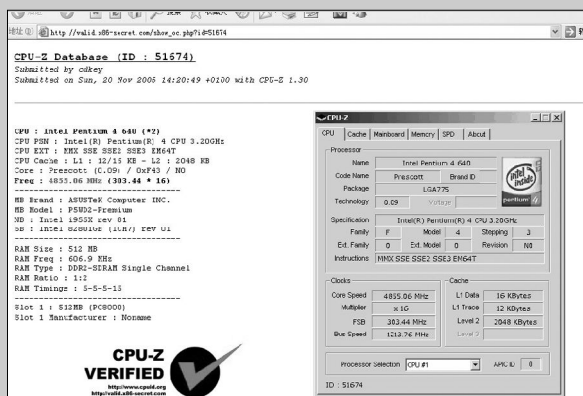 http://valid.x86-secret.com/show_oc.php?id=51674
CPU-Z Database (ID : 51674)
Submitted by cdkey
Submitted on Sun, 20 Nov 2005 14:20:49 +0100 with CPU-Z 1.30
CPU : Intel Pentium 4 640 (*2)
CPU PSN : Intel(R) Pentium(R) 4 CPU 3.20GHz
CPU EXT : MMX SSE SSE2 SSE3 EM64T
CPU Cache : L1 : 12/16 KB - L2 : 2048 KB
Core : Prescott (0.09) / 0xF43 / N0
Freq : 4855.06 MHz (303.44 * 16)
MB Brand : ASUSTeK Computer INC.
MB Model : P5WD2-Premium
NB : Intel i955X rev 01
SB : Intel 82801GB (ICH7) rev 01
RAM Size : 512 MB
RAM Freq : 606.9 MHz
RAM Type : DDR2-SDRAM Single Channel
RAM Ratio : 1:2
RAM Timings : 5-5-5-15
Slot 1 : 512MB (PC8000)
Slot 1 Manufacturer : Noname
CPU-Z
VERIFIED
http://www.cpuid.org
http://valid.x86-secret.com
CPU-Z
CPU Cache Mainboard Memory SPD About
Processor
Name Intel Pentium 4 640
Code Name Prescott Brand ID
Package LGA775
Technology 0.09 Voltage
intel inside
pentium 4
Specification Intel(R) Pentium(R) 4 CPU 3.20GHz
Family F Model 4 Stepping 3
Ext. Family 0 Ext. Model 0 Revision N0
Instructions MMX SSE SSE2 SSE3 EM64T
Clocks
Core Speed 4855.06 MHz
Multiplier x 16
FSB 303.44 MHz
Bus Speed 1213.76 MHz
Cache
L1 Data 16 KBytes
L1 Trace 12 KBytes
Level 2 2048 KBytes
Level 3
Processor Selection CPU #1 APIC ID 0
ID : 51674